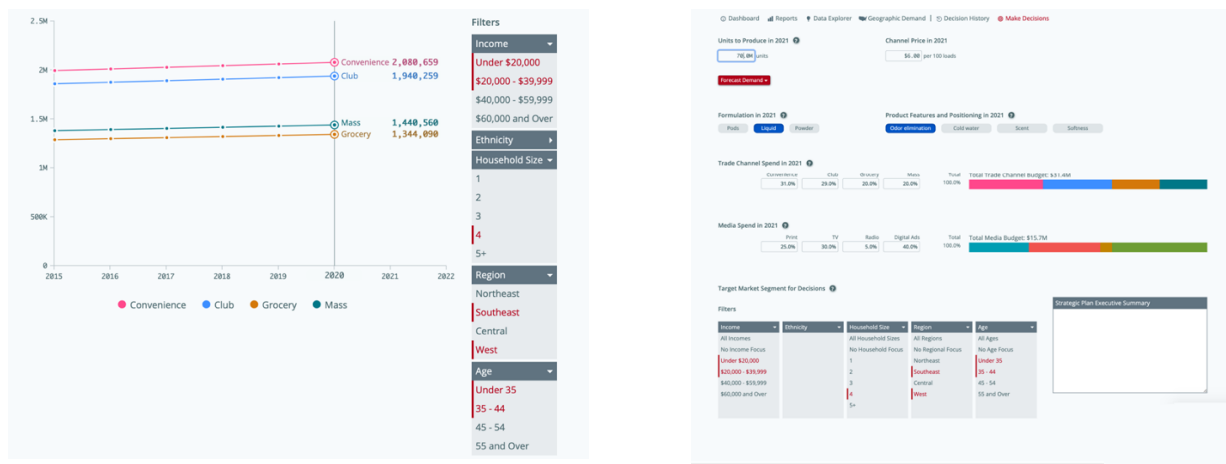 2.5M
2M
1.5M
1M
500K
0
Convenience 2,080,659
Club 1,940,259
Mass 1,440,560
Grocery 1,344,090
2015 2016 2017 2018 2019 2020 2021 2022
Convenience Club Grocery Mass
Filters
Income
Under $20,000
$20,000 - $39,999
$40,000 - $59,999
$60,000 and Over
Ethnicity
Household Size
1
2
3
4
5+
Region
Northeast
Southeast
Central
West
Age
Under 35
35 - 44
45 - 54
55 and Over
Dashboard Reports Data Explorer Geographic Demand | Decision History Make Decisions
Units to Produce in 2021 ? Channel Price in 2021
70.0M units $6.00 per 100 loads
Forecast Demand
Formulation in 2021 ? Product Features and Positioning in 2021 ?
Pods Liquid Powder Odor elimination Cold water Scent Softness
Trade Channel Spend in 2021 ?
Convenience Club Grocery Mass Total Total Trade Channel Budget: $31.4M
31.0% 29.0% 20.0% 20.0% 100.0%
Media Spend in 2021 ?
Print TV Radio Digital Ads Total Total Media Budget: $15.7M
25.0% 30.0% 5.0% 40.0% 100.0%
Target Market Segment for Decisions ?
Filters
Income Ethnicity Household Size Region Age
All Incomes All Household Sizes All Regions All Ages
No Income Focus No Household Focus No Regional Focus No Age Focus
Under $20,000 1 Northeast Under 35
$20,000 - $39,999 2 Southeast 35 - 44
$40,000 - $59,999 3 Central 45 - 54
$60,000 and Over 4 West 55 and Over
5+
Strategic Plan Executive Summary